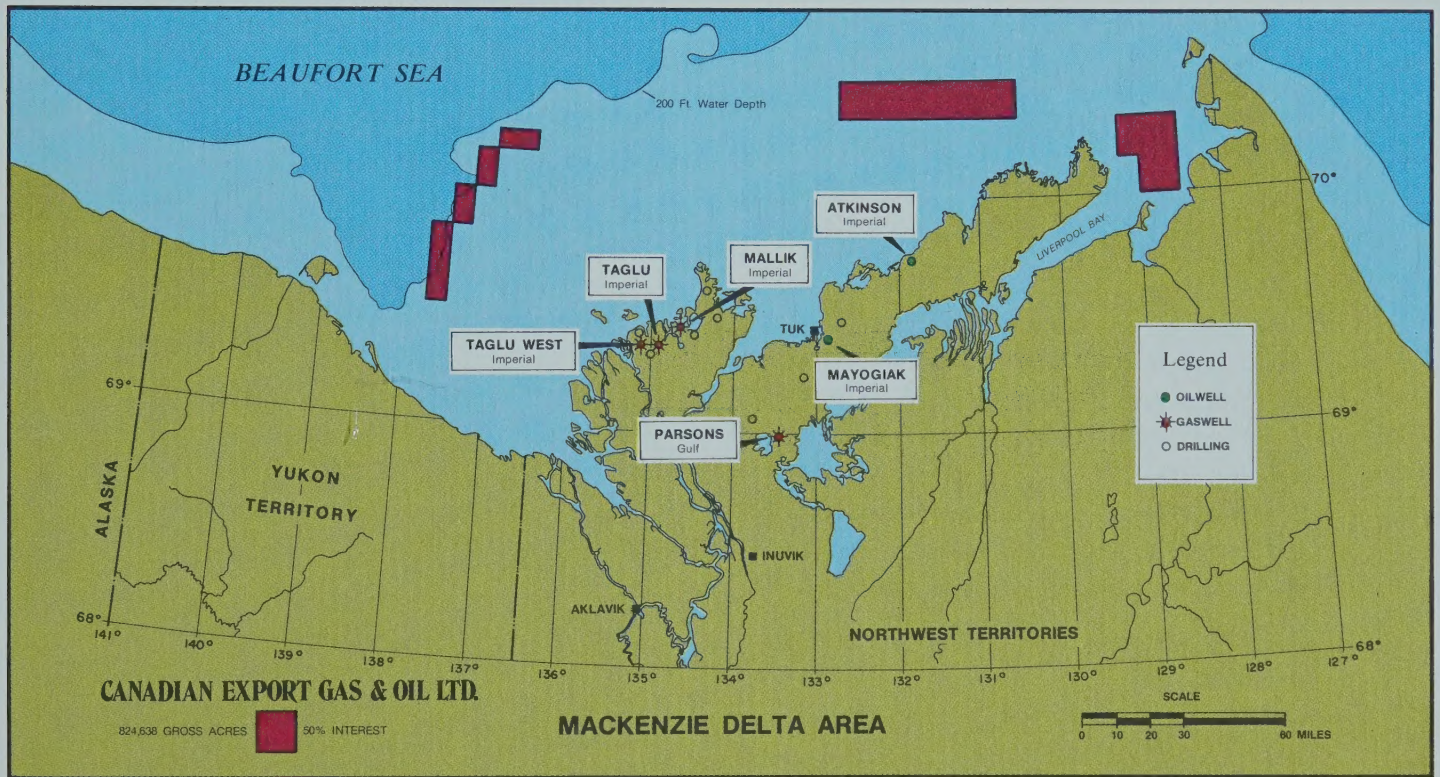 BEAUFORT SEA
200 Ft. Water Depth
70°
ATKINSON
Imperial
LIVERPOOL BAY
MALLIK
Imperial
TAGLU
Imperial
TUK
TAGLU WEST
Imperial
MAYOGIAK
Imperial
Legend
OILWELL
GASWELL
DRILLING
69°
69°
PARSONS
Gulf
ALASKA
YUKON
TERRITORY
INUVIK
AKLAVIK
NORTHWEST TERRITORIES
68°
68°
141°
140°
139°
138°
137°
136°
135°
134°
133°
132°
131°
130°
129°
128°
127°
CANADIAN EXPORT GAS & OIL LTD.
824,638 GROSS ACRES
50% INTEREST
MACKENZIE DELTA AREA
SCALE
0 10 20 30 60 MILES